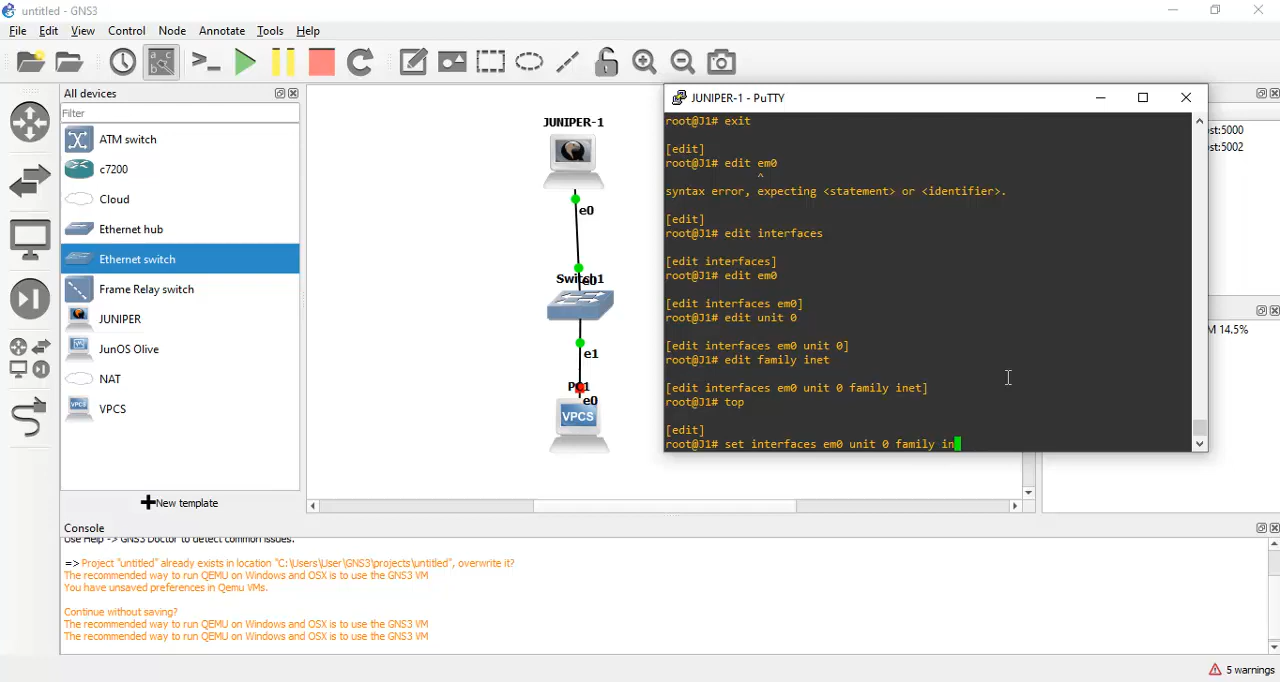 untitled - GNS3
File Edit View Control Node Annotate Tools Help
All devices
Filter
ATM switch
c7200
Cloud
Ethernet hub
Ethernet switch
Frame Relay switch
JUNIPER
JunOS Olive
NAT
VPCS
New template
JUNIPER-1
e0
Switch1
e0
e1
PC1
e0
VPCS
JUNIPER-1 - PuTTY
root@J1# exit
[edit]
root@J1# edit em0
^
syntax error, expecting <statement> or <identifier>.
[edit]
root@J1# edit interfaces
[edit interfaces]
root@J1# edit em0
[edit interfaces em0]
root@J1# edit unit 0
[edit interfaces em0 unit 0]
root@J1# edit family inet
[edit interfaces em0 unit 0 family inet]
root@J1# top
[edit]
root@J1# set interfaces em0 unit 0 family in
st:5000
ost:5002
M 14.5%
Console
Use Help -> GNS3 Doctor to detect common issues.
=> Project "untitled" already exists in location "C:\Users\User\GNS3\projects\untitled", overwrite it?
The recommended way to run QEMU on Windows and OSX is to use the GNS3 VM
You have unsaved preferences in Qemu VMs.
Continue without saving?
The recommended way to run QEMU on Windows and OSX is to use the GNS3 VM
The recommended way to run QEMU on Windows and OSX is to use the GNS3 VM
5 warnings